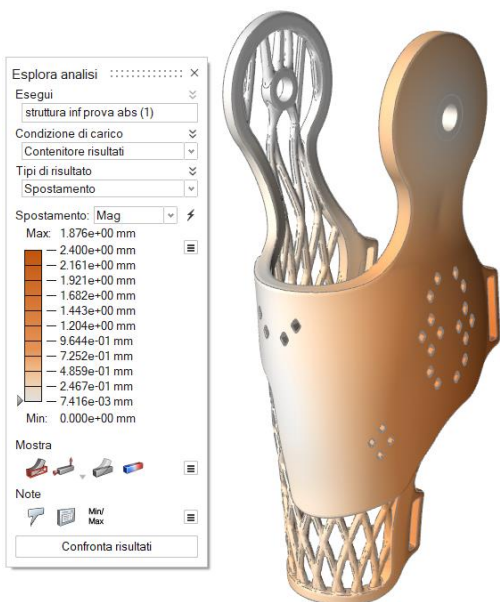 Esplora analisi
Esegui
struttura inf prova abs (1)
Condizione di carico
Contenitore risultati
Tipi di risultato
Spostamento
Spostamento: Mag
Max: 1.876e+00 mm
2.400e+00 mm
2.161e+00 mm
1.921e+00 mm
1.682e+00 mm
1.443e+00 mm
1.204e+00 mm
9.644e-01 mm
7.252e-01 mm
4.859e-01 mm
2.467e-01 mm
7.416e-03 mm
Min: 0.000e+00 mm
Mostra
Note
Min/
Max
Confronta risultati